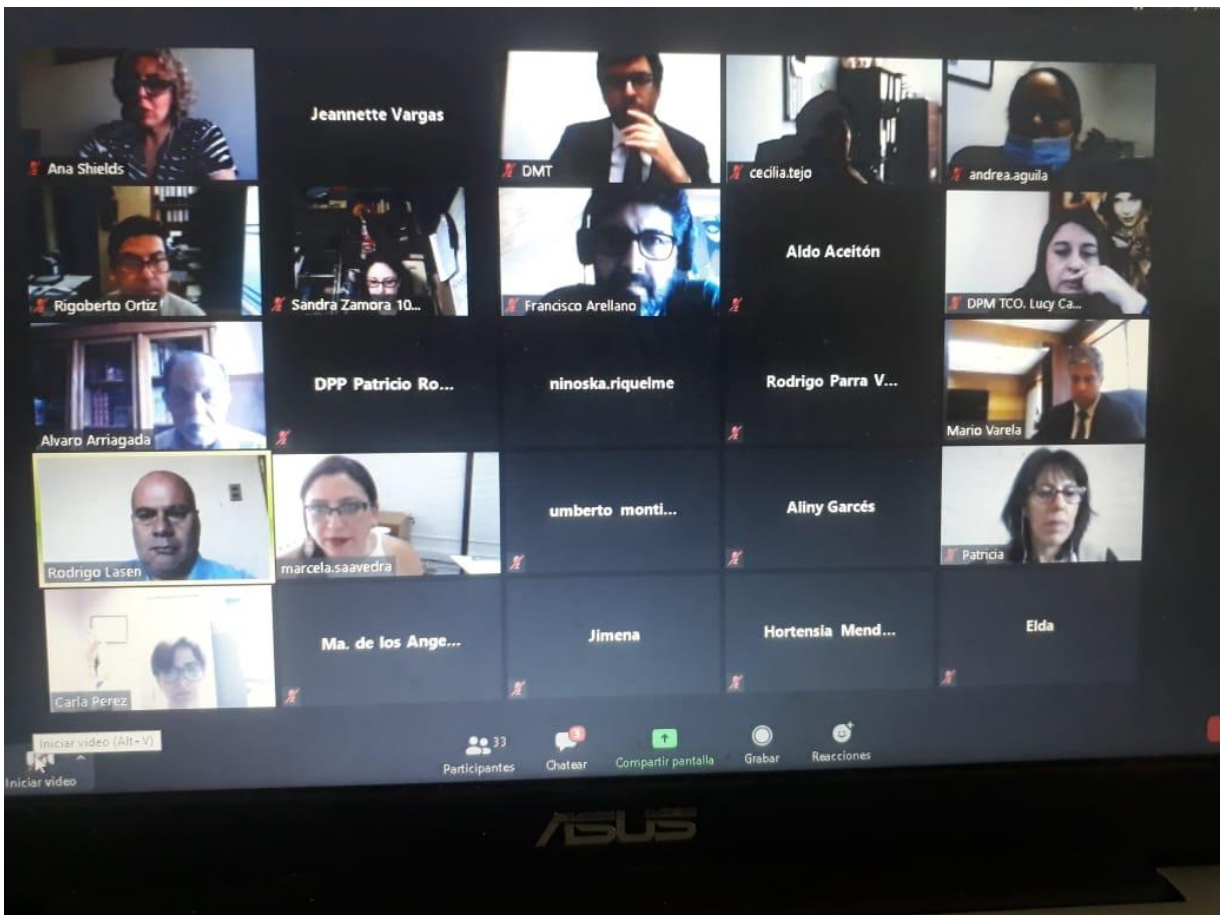 Ana Shields
Jeannette Vargas
DMT
cecilia.tejo
andrea.aguila
Rigoberto Ortiz
Sandra Zamora 10...
Francisco Arellano
Aldo Aceitón
DPM TCO. Lucy Ca...
Alvaro Arriagada
DPP Patricio Ro...
ninoska.riquelme
Rodrigo Parra V...
Mario Varela
Rodrigo Lasen
marcela.saavedra
umberto monti...
Aliny Garcés
Patricia
Carla Perez
Ma. de los Ange...
Jimena
Hortensia Mend...
Elda
Iniciar video (Alt+V)
Iniciar video
33
Participantes
3
Chatear
Compartir pantalla
Grabar
Reacciones
ASUS